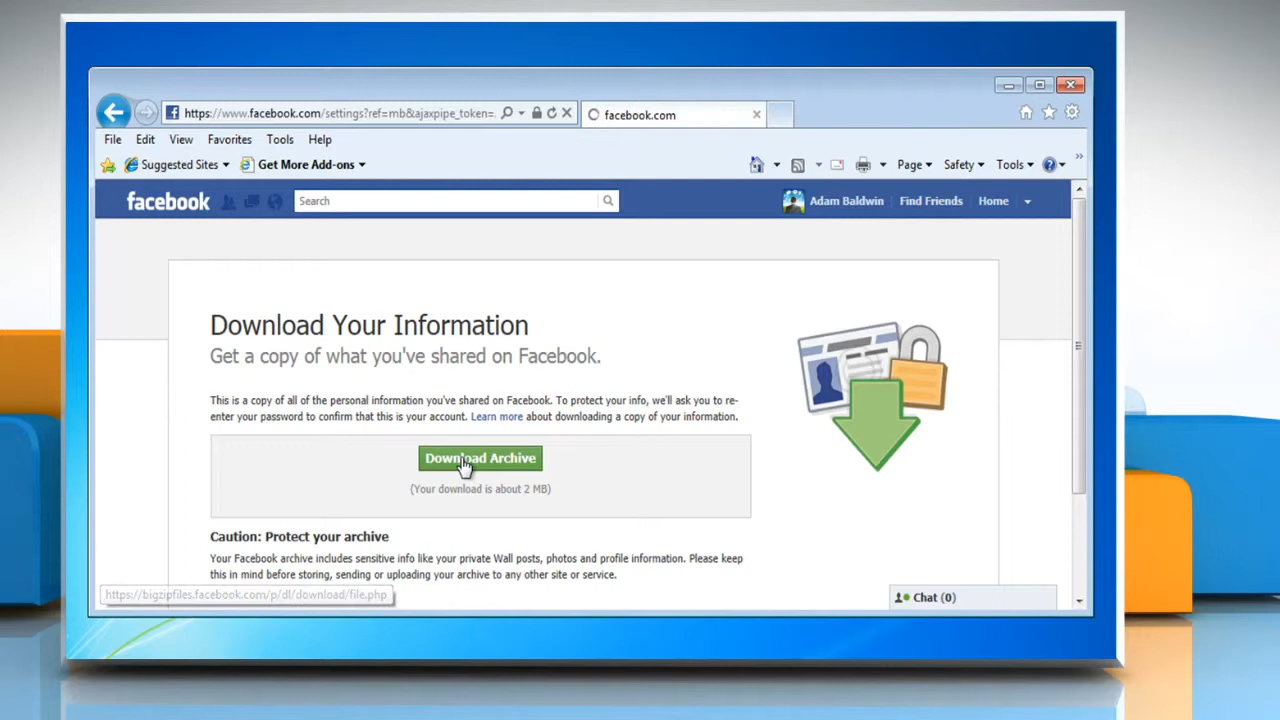 https://www.facebook.com/settings?ref=mb&ajaxpipe_token=.
facebook.com
File Edit View Favorites Tools Help
Suggested Sites Get More Add-ons Page Safety Tools
facebook Search Adam Baldwin Find Friends Home
Download Your Information
Get a copy of what you've shared on Facebook.
This is a copy of all of the personal information you've shared on Facebook. To protect your info, we'll ask you to re-
enter your password to confirm that this is your account. Learn more about downloading a copy of your information.
Download Archive
(Your download is about 2 MB)
Caution: Protect your archive
Your Facebook archive includes sensitive info like your private Wall posts, photos and profile information. Please keep
this in mind before storing, sending or uploading your archive to any other site or service.
https://bigzipfiles.facebook.com/p/dl/download/file.php
Chat (0)